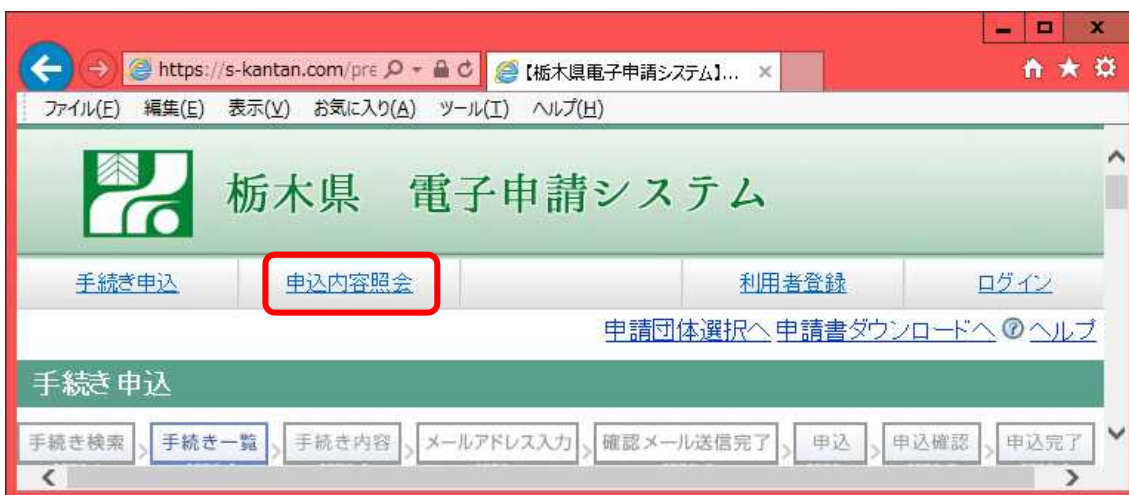 https://s-kantan.com/pre
【栃木県電子申請システム】...
ファイル(F) 編集(E) 表示(V) お気に入り(A) ツール(T) ヘルプ(H)
栃木県 電子申請システム
手続き申込 申込内容照会 利用者登録 ログイン
申請団体選択へ 申請書ダウンロードへ ? ヘルプ
手続き申込
手続き検索 手続き一覧 手続き内容 メールアドレス入力 確認メール送信完了 申込 申込確認 申込完了